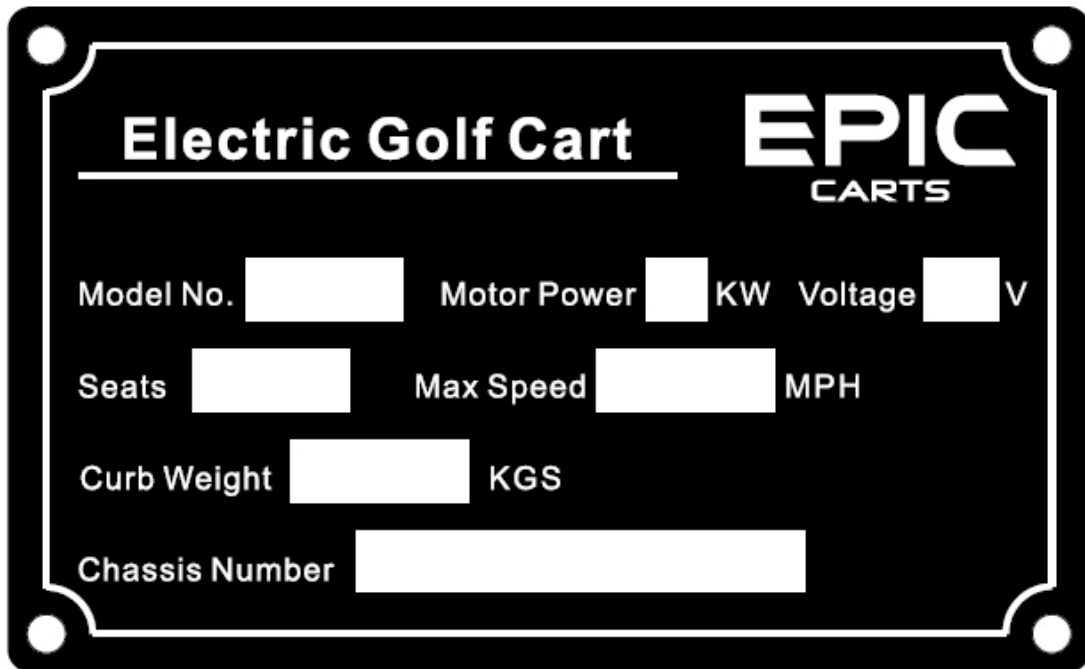 Electric Golf Cart
EPIC
CARTS
Model No. Motor Power KW Voltage V
Seats Max Speed MPH
Curb Weight KGS
Chassis Number